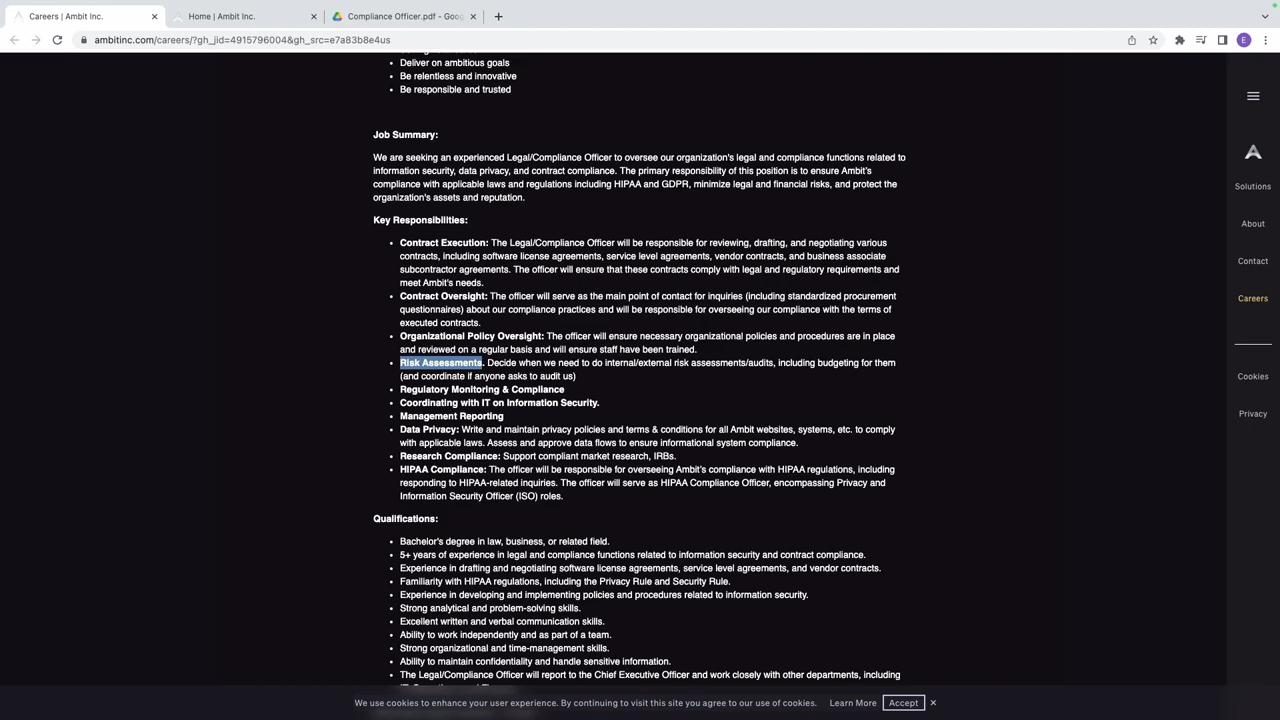 Careers | Ambit Inc.
Home | Ambit Inc.
Compliance Officer.pdf - Goog
ambitinc.com/careers/?gh_jid=4915796004&gh_src=e7a83b8e4us
E
Deliver on ambitious goals
Be relentless and innovative
Be responsible and trusted
Job Summary:
We are seeking an experienced Legal/Compliance Officer to oversee our organization's legal and compliance functions related to
information security, data privacy, and contract compliance. The primary responsibility of this position is to ensure Ambit's
compliance with applicable laws and regulations including HIPAA and GDPR, minimize legal and financial risks, and protect the
organization's assets and reputation.
Key Responsibilities:
Contract Execution: The Legal/Compliance Officer will be responsible for reviewing, drafting, and negotiating various
contracts, including software license agreements, service level agreements, vendor contracts, and business associate
subcontractor agreements. The officer will ensure that these contracts comply with legal and regulatory requirements and
meet Ambit's needs.
Contract Oversight: The officer will serve as the main point of contact for inquiries (including standardized procurement
questionnaires) about our compliance practices and will be responsible for overseeing our compliance with the terms of
executed contracts.
Organizational Policy Oversight: The officer will ensure necessary organizational policies and procedures are in place
and reviewed on a regular basis and will ensure staff have been trained.
Risk Assessments. Decide when we need to do internal/external risk assessments/audits, including budgeting for them
(and coordinate if anyone asks to audit us)
Regulatory Monitoring & Compliance
Coordinating with IT on Information Security.
Management Reporting
Data Privacy: Write and maintain privacy policies and terms & conditions for all Ambit websites, systems, etc. to comply
with applicable laws. Assess and approve data flows to ensure informational system compliance.
Research Compliance: Support compliant market research, IRBs.
HIPAA Compliance: The officer will be responsible for overseeing Ambit's compliance with HIPAA regulations, including
responding to HIPAA-related inquiries. The officer will serve as HIPAA Compliance Officer, encompassing Privacy and
Information Security Officer (ISO) roles.
Qualifications:
Bachelor's degree in law, business, or related field.
5+ years of experience in legal and compliance functions related to information security and contract compliance.
Experience in drafting and negotiating software license agreements, service level agreements, and vendor contracts.
Familiarity with HIPAA regulations, including the Privacy Rule and Security Rule.
Experience in developing and implementing policies and procedures related to information security.
Strong analytical and problem-solving skills.
Excellent written and verbal communication skills.
Ability to work independently and as part of a team.
Strong organizational and time-management skills.
Ability to maintain confidentiality and handle sensitive information.
The Legal/Compliance Officer will report to the Chief Executive Officer and work closely with other departments, including
Solutions
About
Contact
Careers
Cookies
Privacy
We use cookies to enhance your user experience. By continuing to visit this site you agree to our use of cookies. Learn More Accept